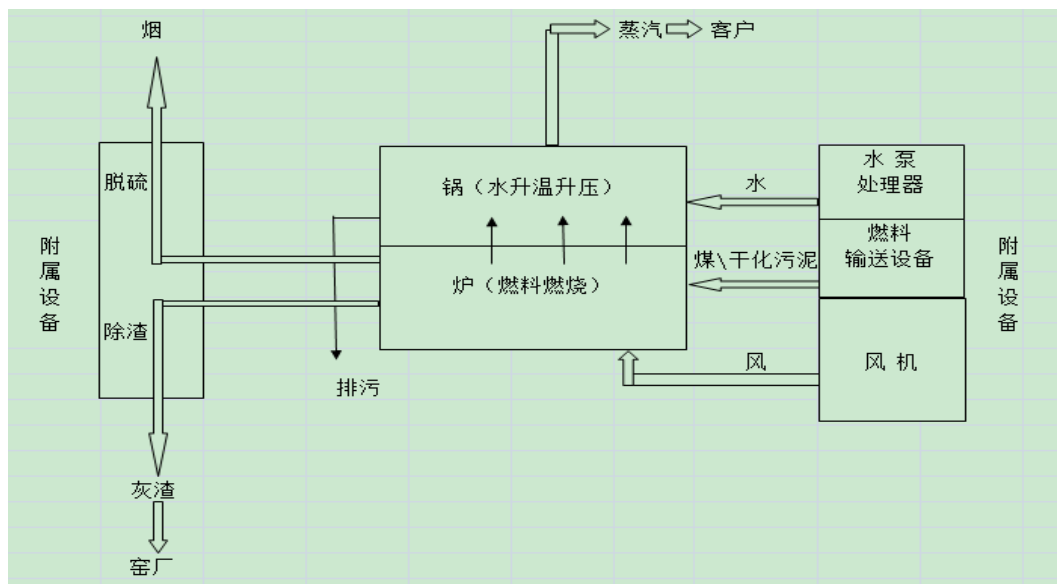 烟
蒸汽
客户
脱硫
锅（水升温升压）
水
水 泵
处理器
附属设备
燃料
输送设备
附属设备
煤\干化污泥
炉（燃料燃烧）
除渣
风
风 机
排污
灰渣
窑厂